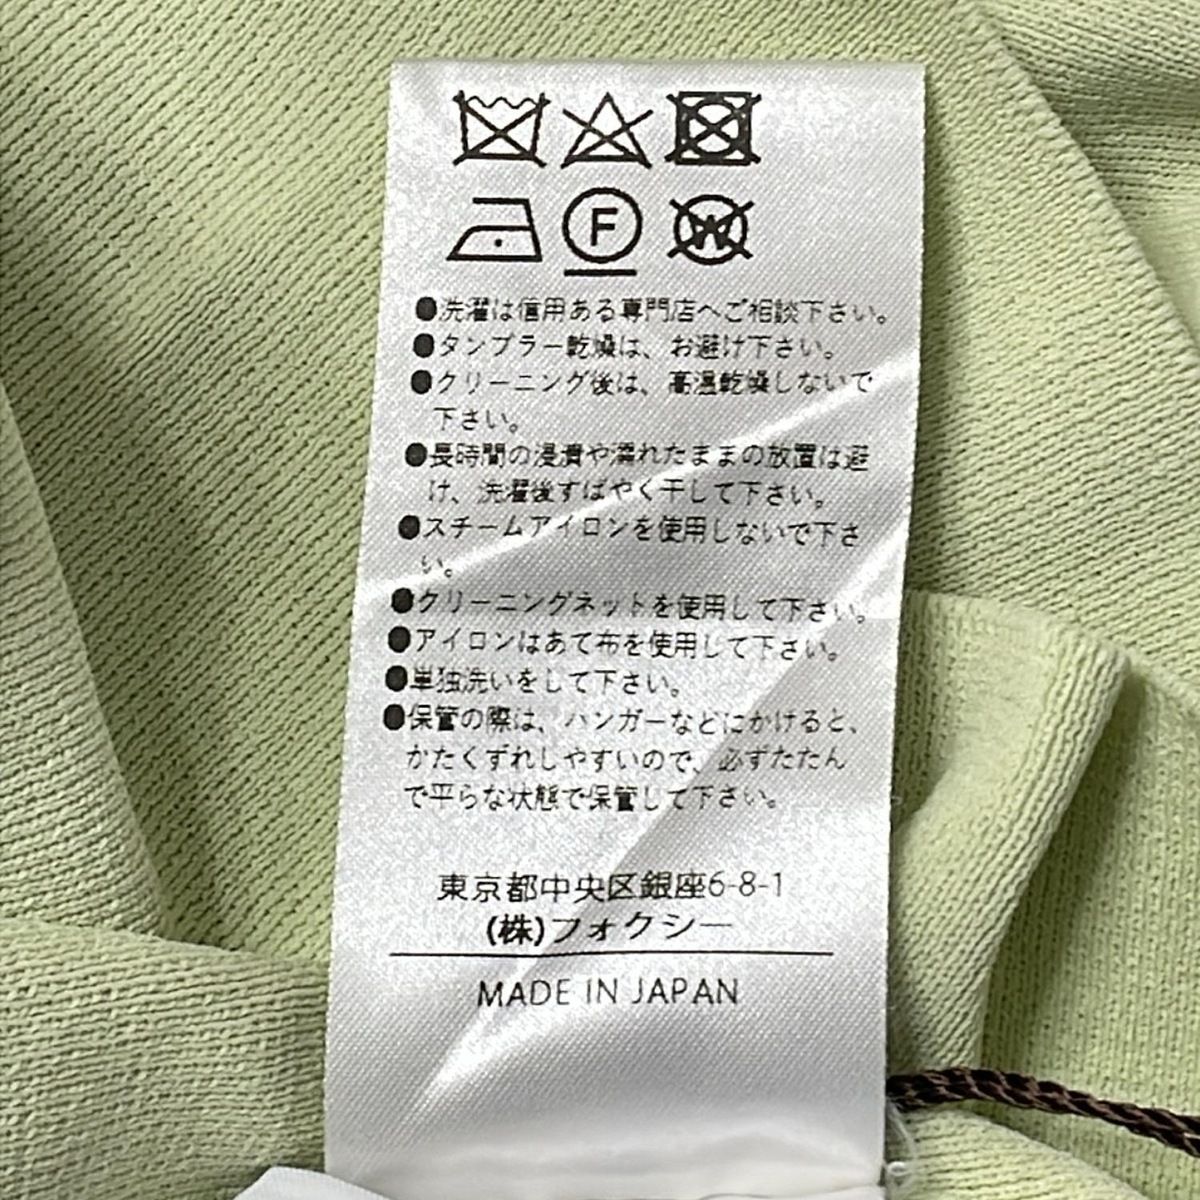 F
W
●洗濯は信用ある専門店へご相談下さい。
●タンブラー乾燥は、お避け下さい。
●クリーニング後は、高温乾燥しないで
下さい。
●長時間の浸漬や濡れたままの放置は避
け、洗濯後すばやく干して下さい。
●スチームアイロンを使用しないで下さ
い。
●クリーニングネットを使用して下さい。
●アイロンはあて布を使用して下さい。
●単独洗いをして下さい。
●保管の際は、ハンガーなどにかけると、
かたくずれしやすいので、必ずたたん
で平らな状態で保管して下さい。
東京都中央区銀座6-8-1
(株)フォクシー
MADE IN JAPAN